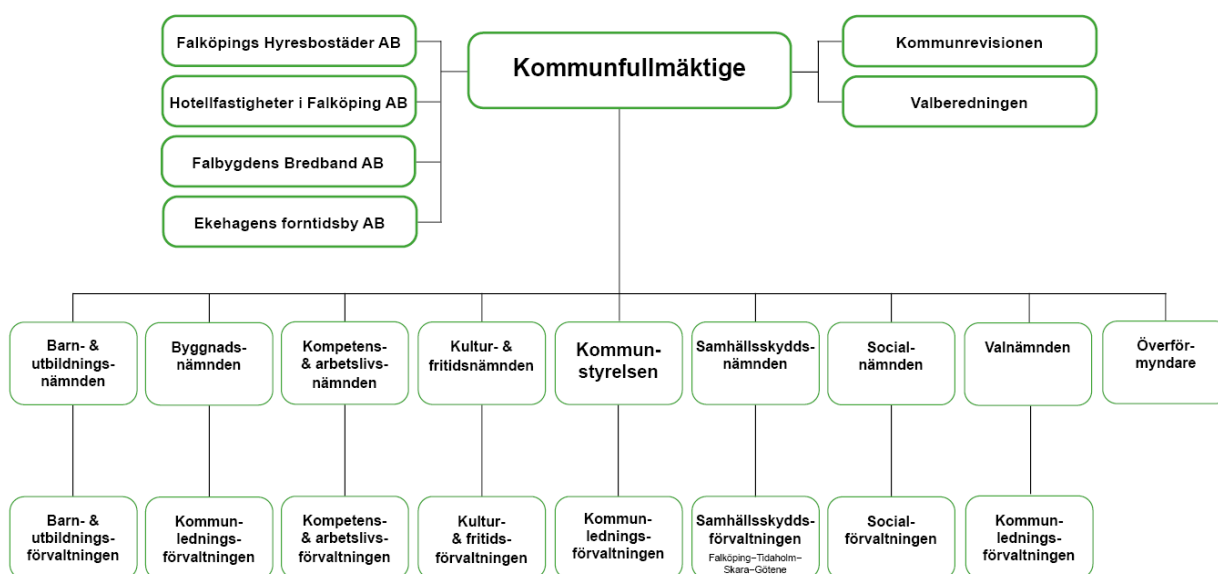 Falköpings Hyresbostäder AB
Hotellfastigheter i Falköping AB
Falbygdens Bredband AB
Ekehagens forntidsby AB
Kommunfullmäktige
Kommunrevisionen
Valberedningen
Barn- &
utbildnings-
nämnden
Byggnads-
nämnden
Kompetens-
& arbetslivs-
nämnden
Kultur- &
fritidsnämnden
Kommun-
styrelsen
Samhällsskydds-
nämnden
Social-
nämnden
Valnämnden
Överför-
myndare
Barn- &
utbildnings-
förvaltningen
Kommun-
lednings-
förvaltningen
Kompetens-
& arbetslivs-
förvaltningen
Kultur-
& fritids-
förvaltningen
Kommun-
lednings-
förvaltningen
Samhällsskydds-
förvaltningen
Falköping–Tidaholm–
Skara–Götene
Social-
förvaltningen
Kommun-
lednings-
förvaltningen